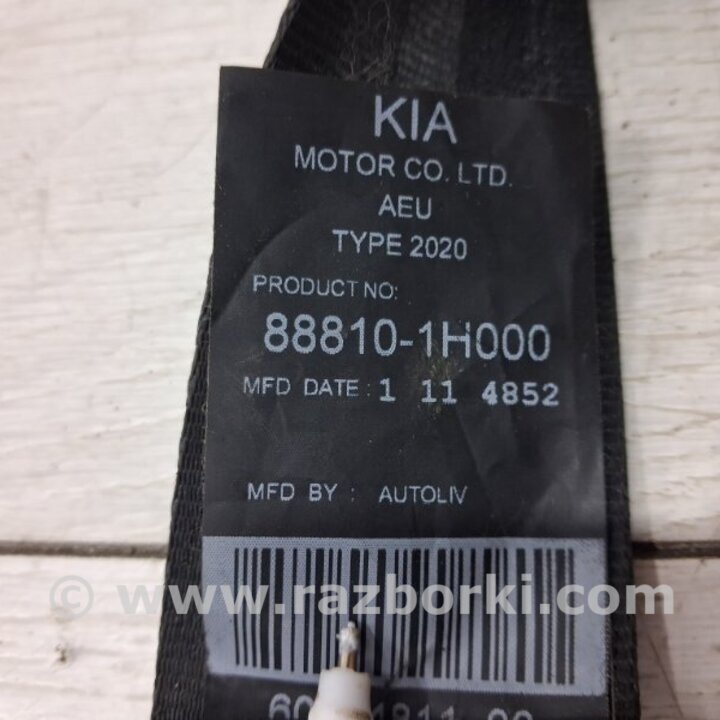 KIA
MOTOR CO. LTD.
AEU
TYPE 2020
PRODUCT NO:
88810-1H000
MFD DATE : 1 11 4852
MFD BY : AUTOLIV
© www.razborki.com